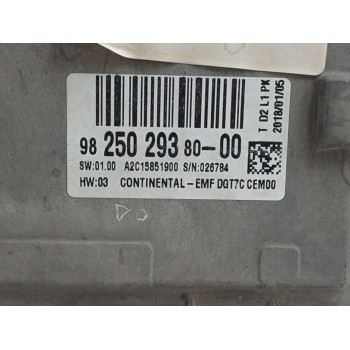 98 250 293 80-00
SW:01.00 A2C15851900 S/N:026784
HW:03 CONTINENTAL-EMF DGT7C CEM00
T D2 L1 PK
2018/01/05